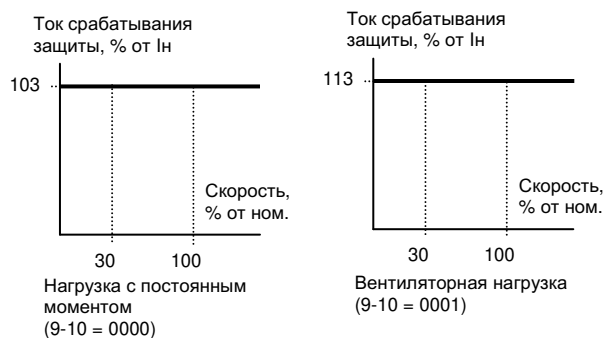 Ток срабатывания
защиты, % от Iн
103
Скорость,
% от ном.
30
100
Нагрузка с постоянным
моментом
(9-10 = 0000)
Ток срабатывания
защиты, % от Iн
113
Скорость,
% от ном.
30
100
Вентиляторная нагрузка
(9-10 = 0001)